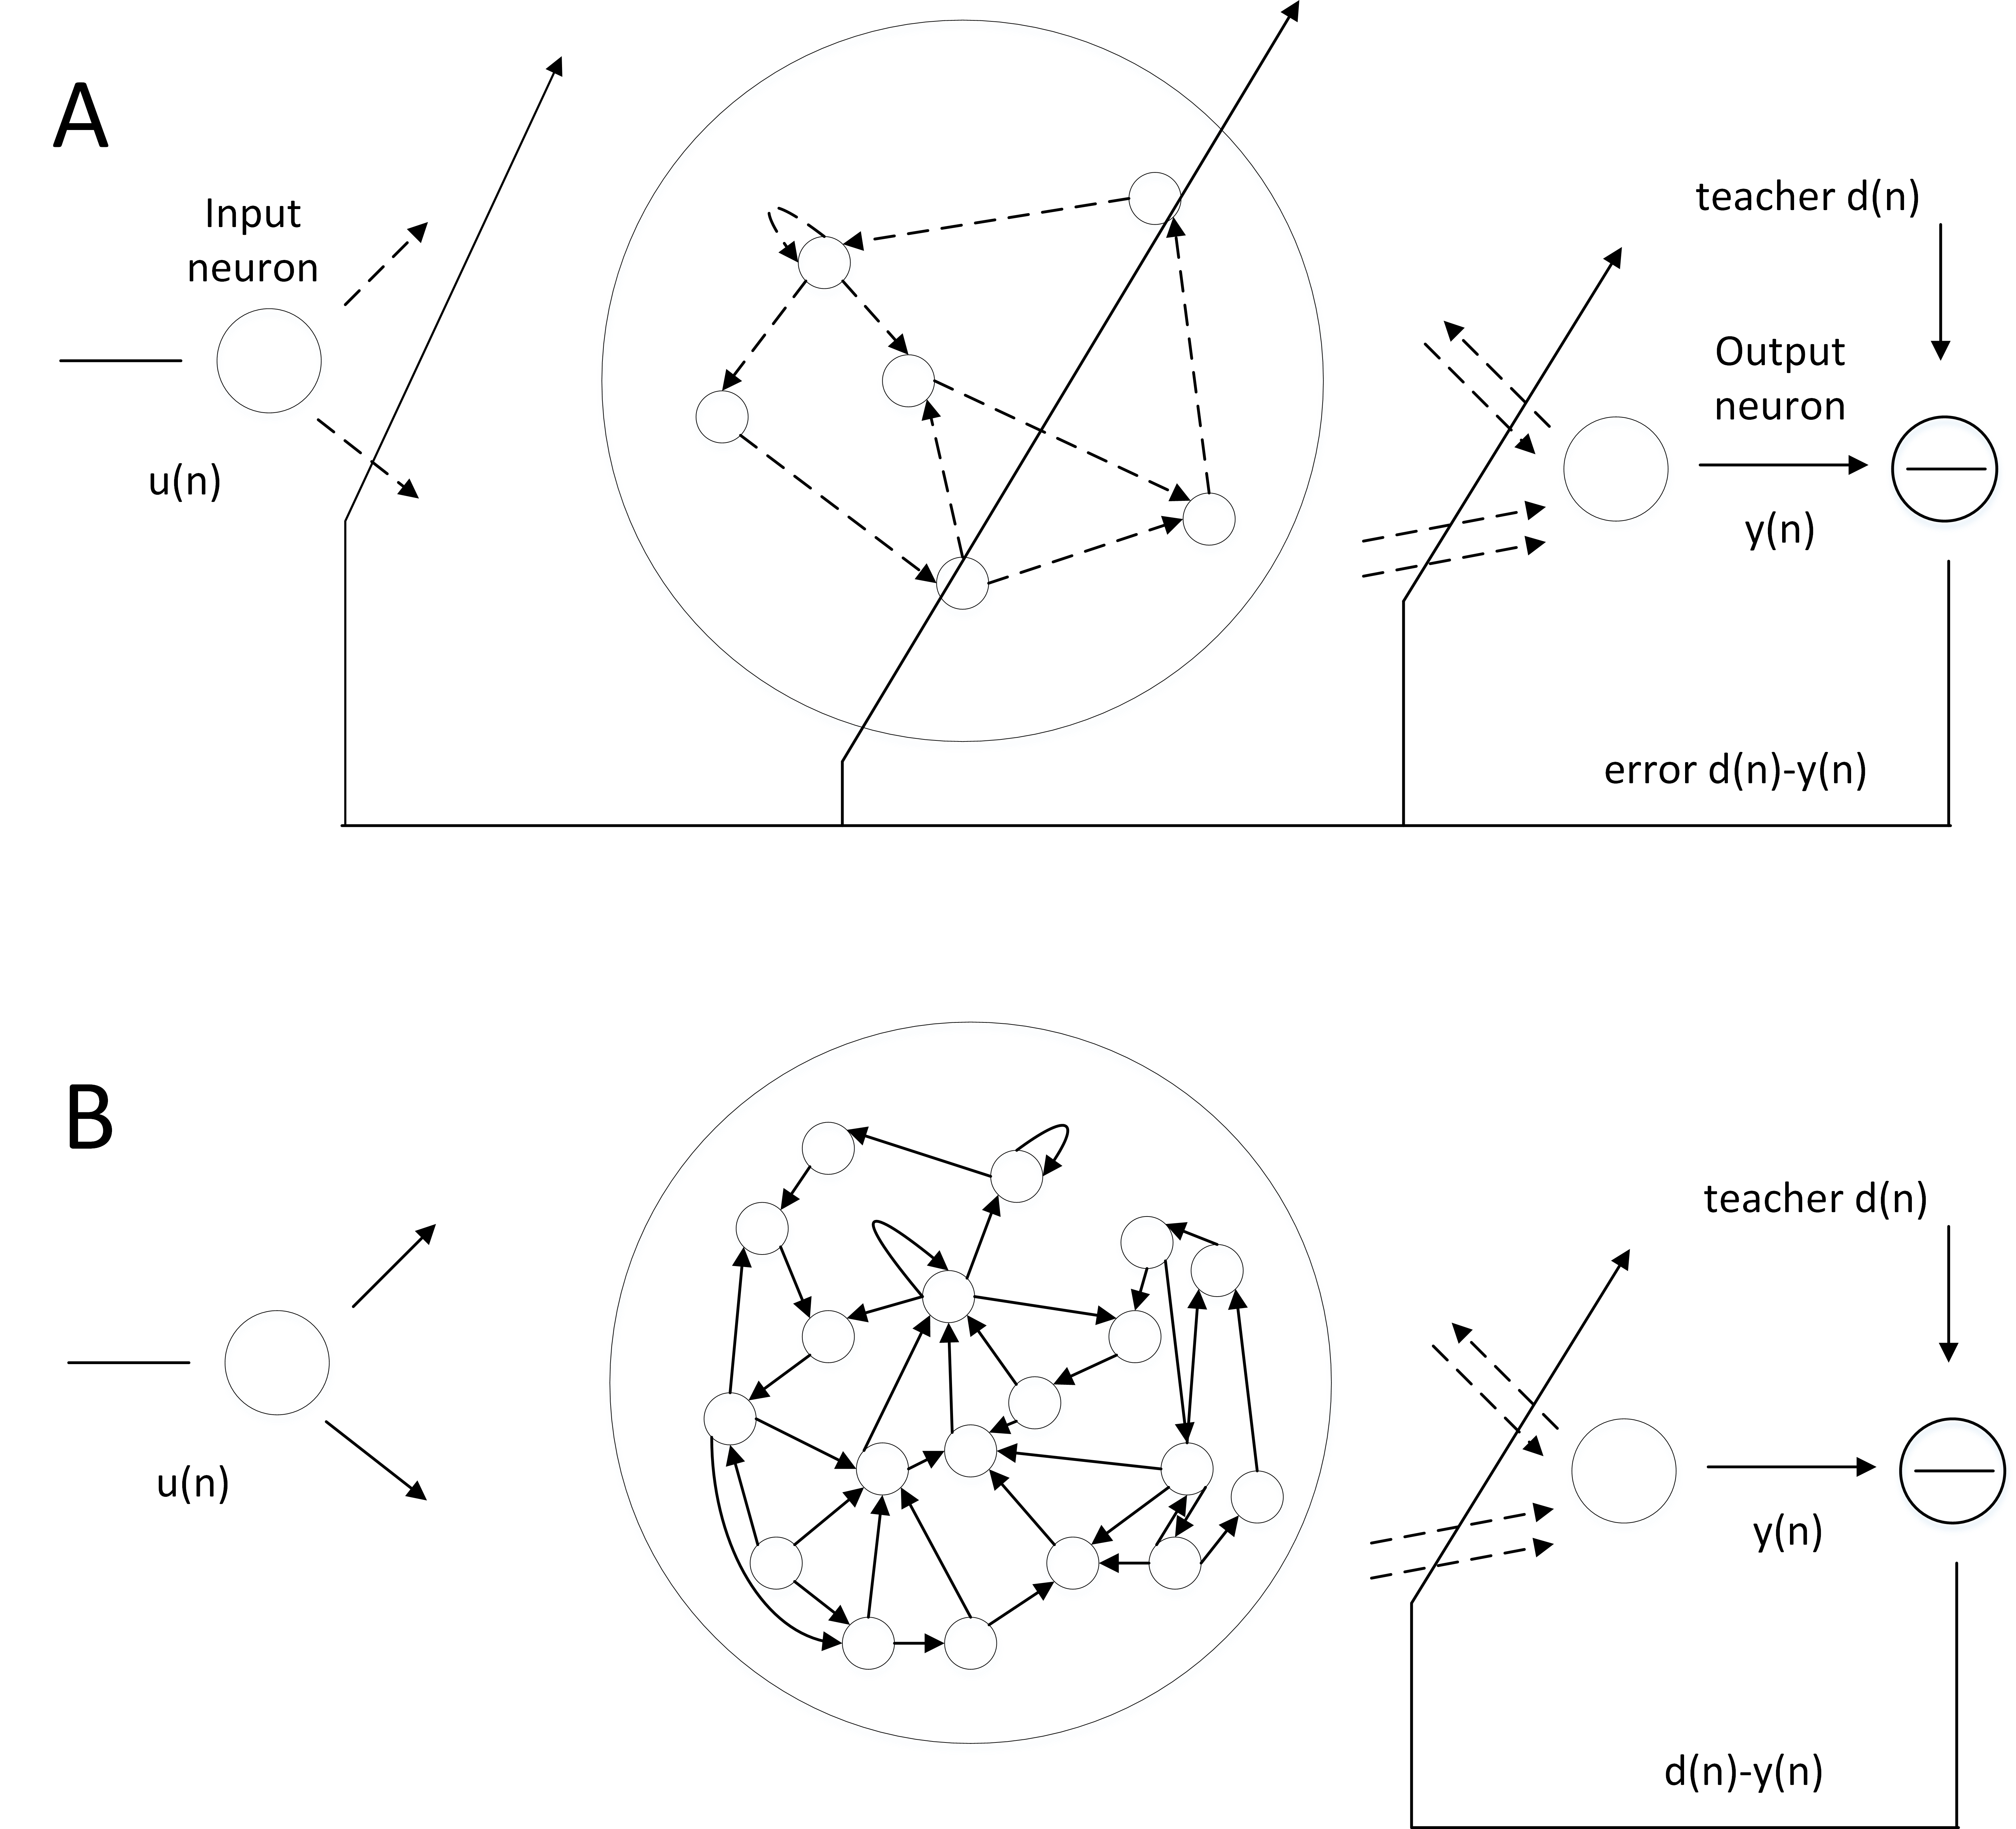 A
Input
neuron
u(n)
teacher d(n)
Output
neuron
y(n)
error d(n)-y(n)
B
u(n)
teacher d(n)
y(n)
d(n)-y(n)